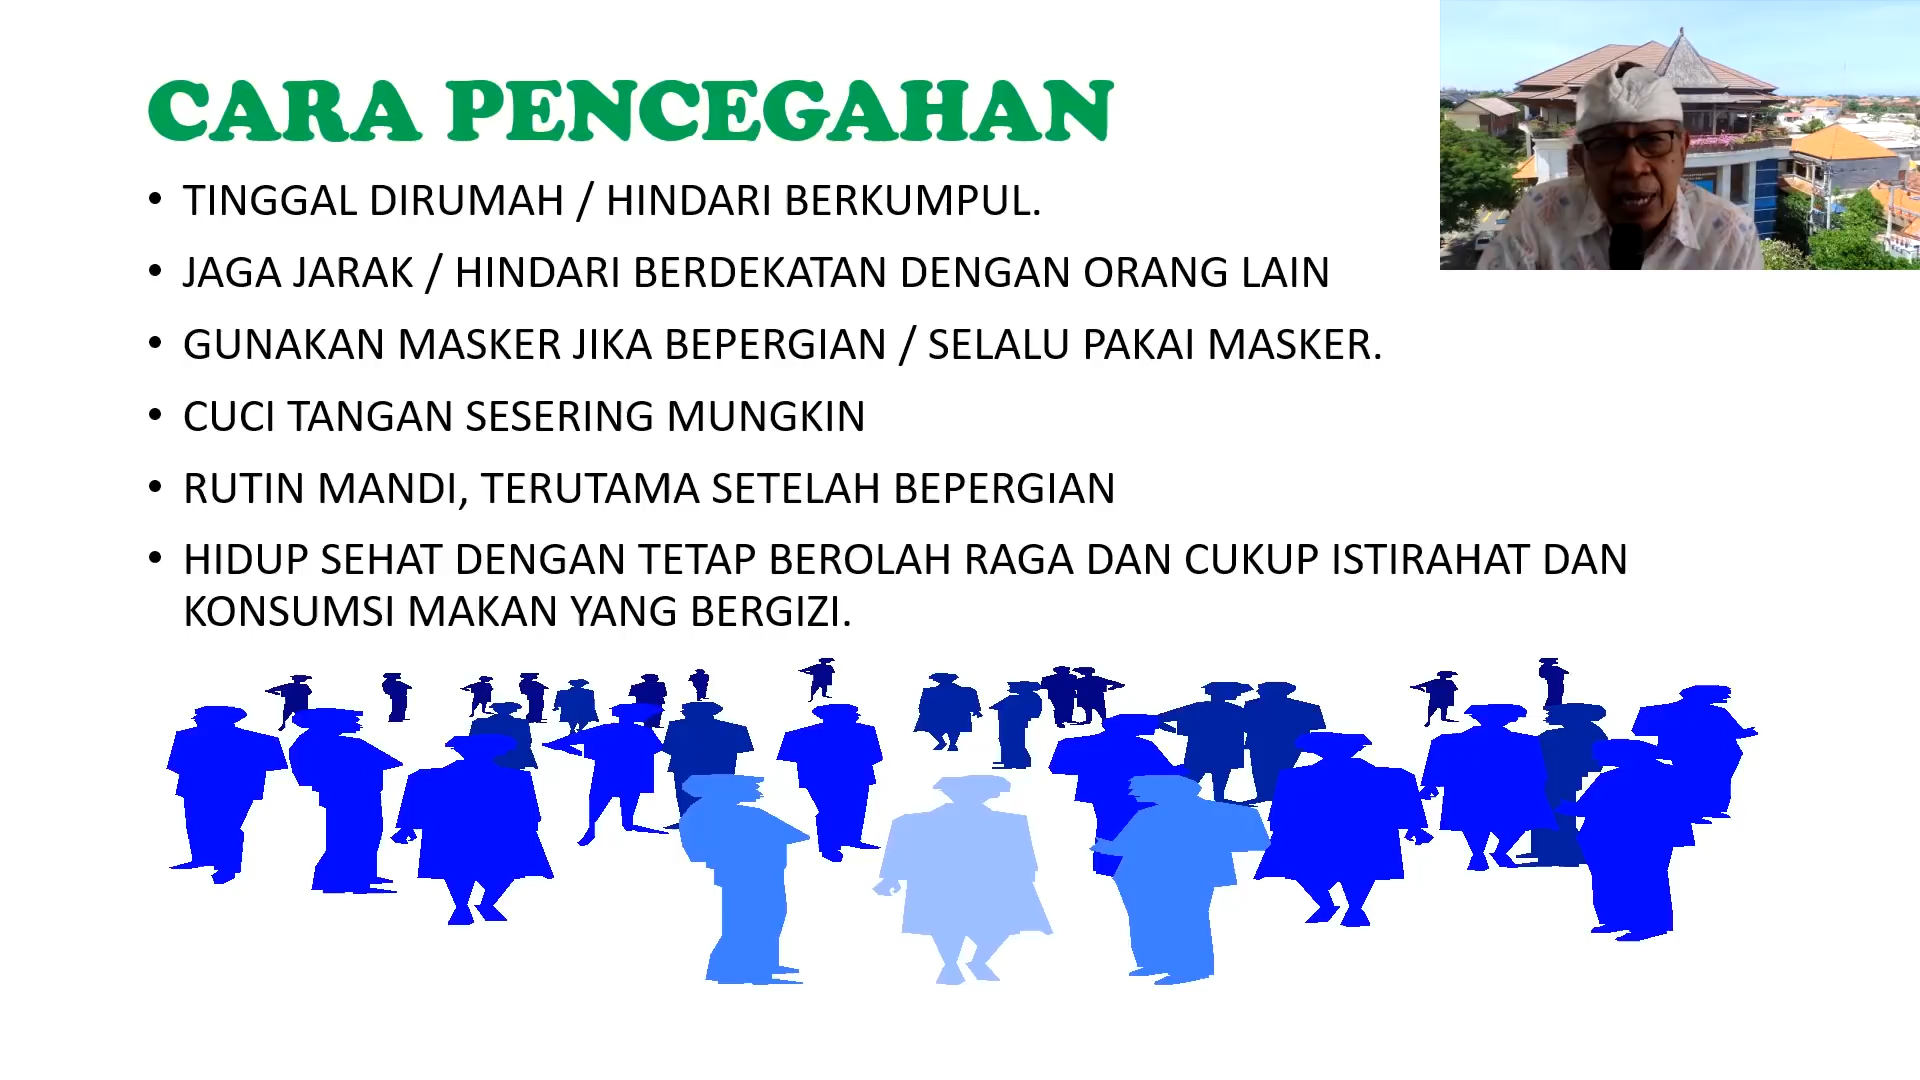 CARA PENCEGAHAN
• TINGGAL DIRUMAH / HINDARI BERKUMPUL.
• JAGA JARAK / HINDARI BERDEKATAN DENGAN ORANG LAIN
• GUNAKAN MASKER JIKA BEPERGIAN / SELALU PAKAI MASKER.
• CUCI TANGAN SESERING MUNGKIN
• RUTIN MANDI, TERUTAMA SETELAH BEPERGIAN
• HIDUP SEHAT DENGAN TETAP BEROLAH RAGA DAN CUKUP ISTIRAHAT DAN
KONSUMSI MAKAN YANG BERGIZI.